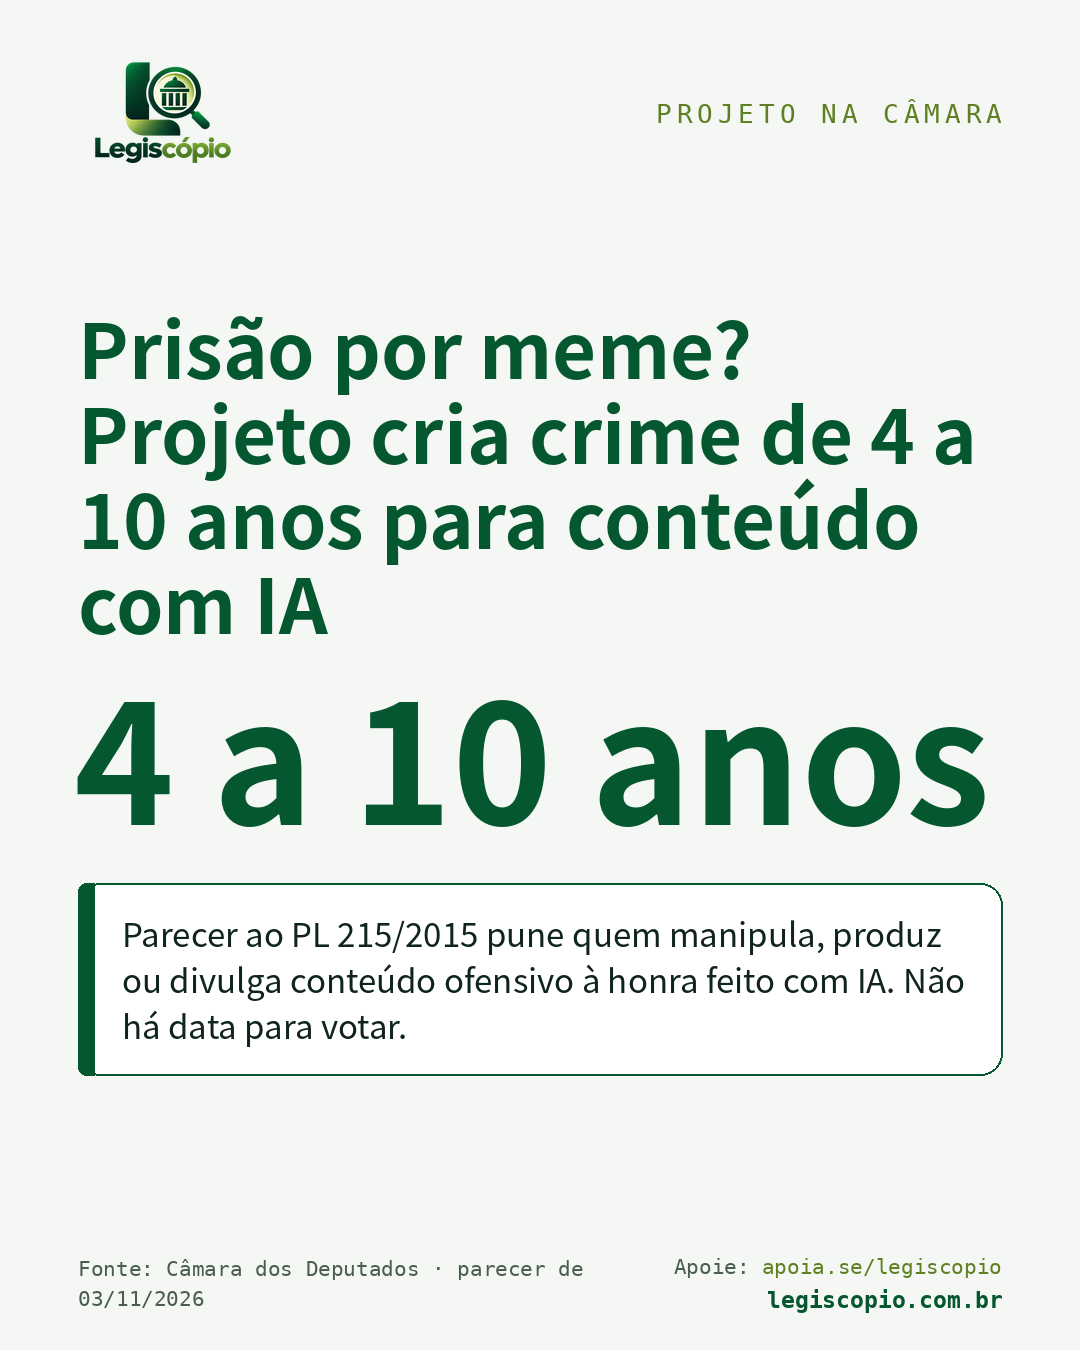 Legiscópio
PROJETO NA CÂMARA
Prisão por meme?
Projeto cria crime de 4 a
10 anos para conteúdo
com IA
4 a 10 anos
Parecer ao PL 215/2015 pune quem manipula, produz
ou divulga conteúdo ofensivo à honra feito com IA. Não
há data para votar.
Fonte: Câmara dos Deputados · parecer de
03/11/2026
Apoie: apoia.se/legiscopio
legiscopio.com.br